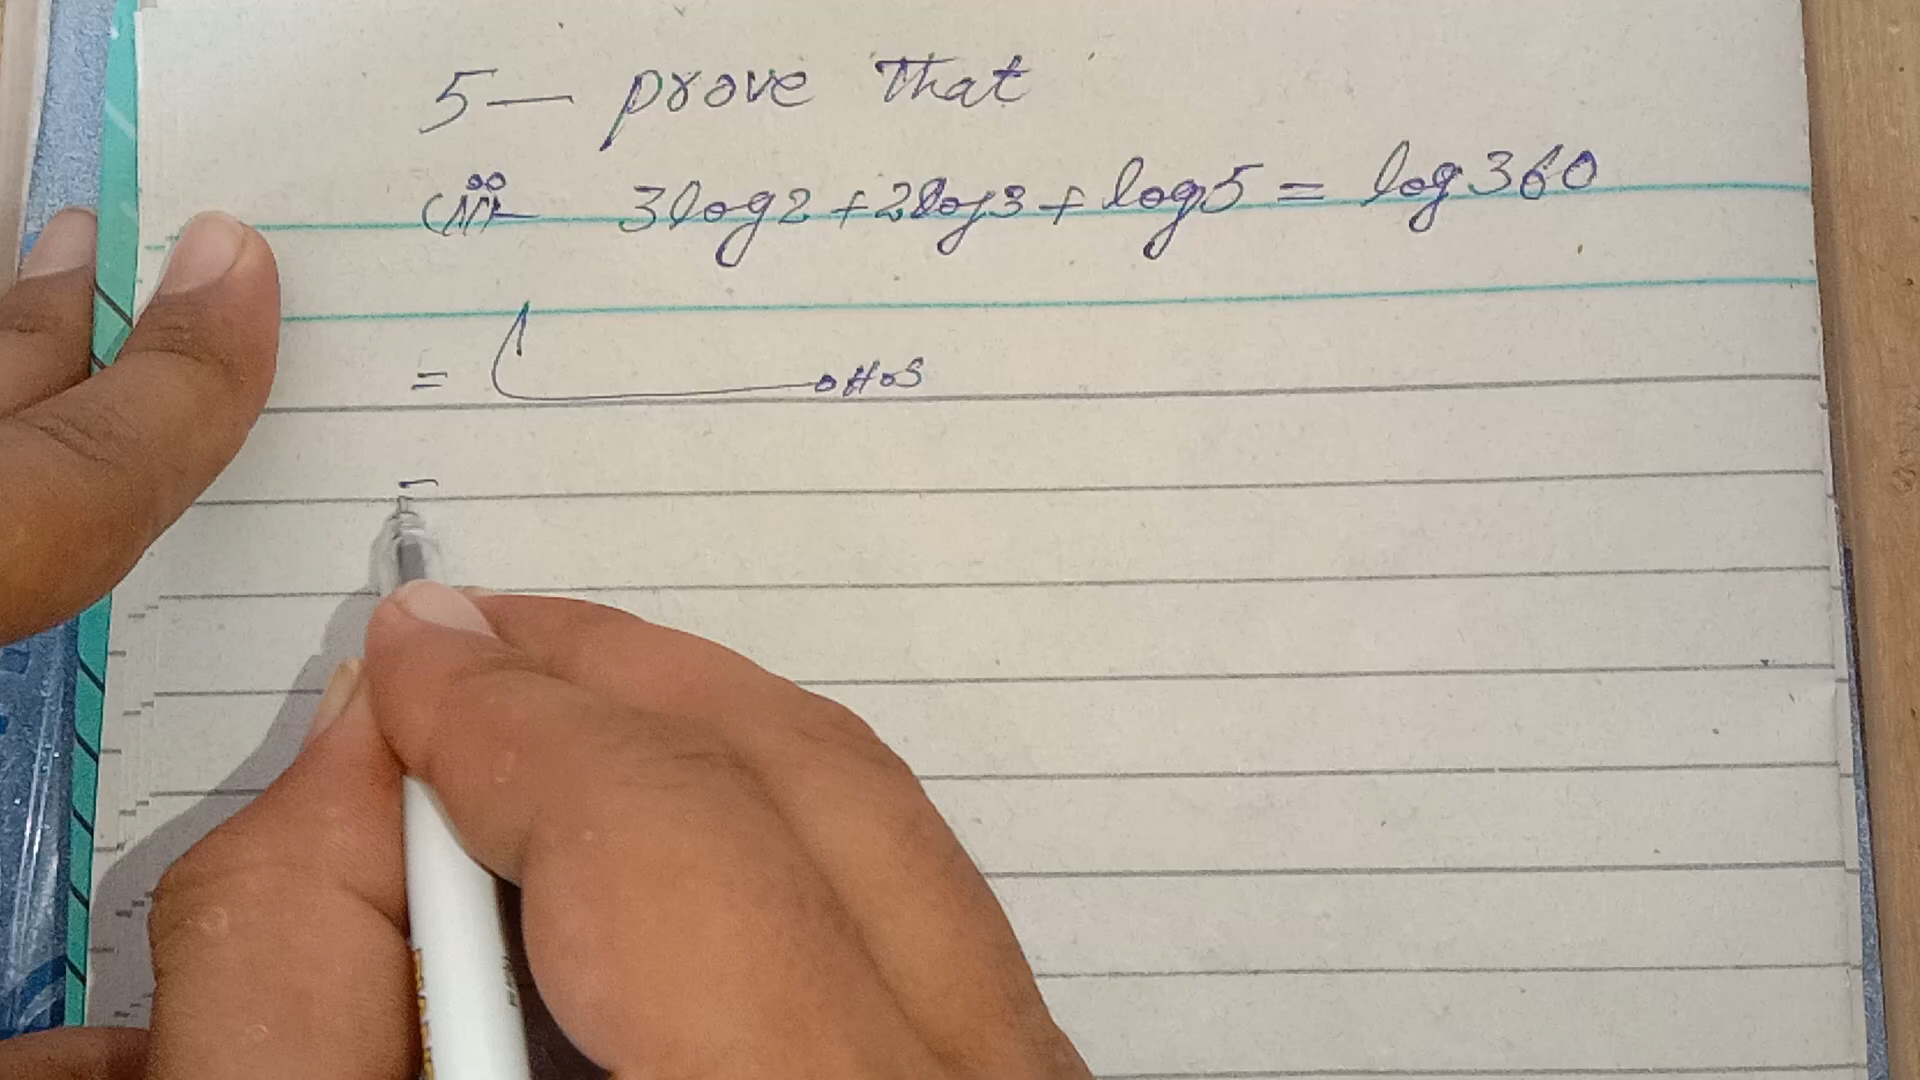 5— prove that
(iii 3log2+2log3+log5 = log360
= L.H.S
=